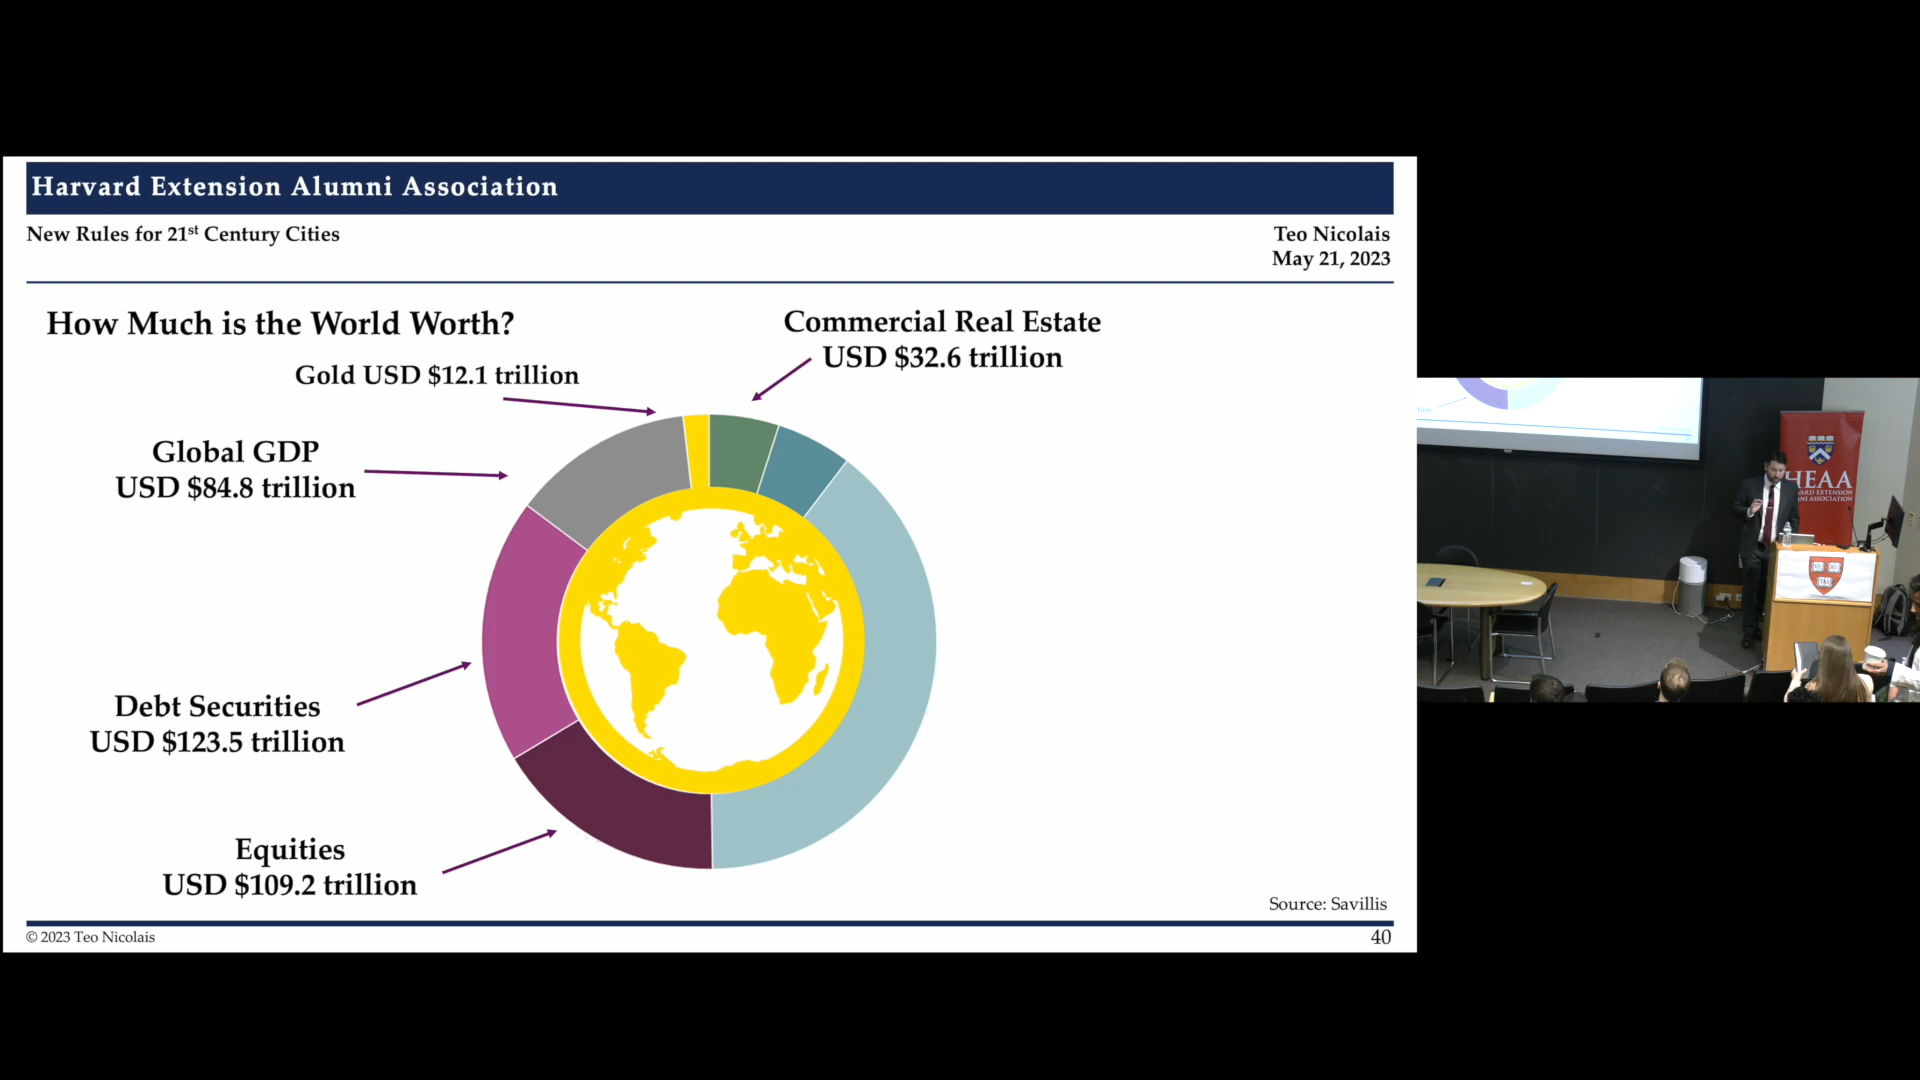 Harvard Extension Alumni Association
New Rules for 21st Century Cities
Teo Nicolais
May 21, 2023
How Much is the World Worth?
Commercial Real Estate
USD $32.6 trillion
Gold USD $12.1 trillion
Global GDP
USD $84.8 trillion
Debt Securities
USD $123.5 trillion
Equities
USD $109.2 trillion
Source: Savillis
© 2023 Teo Nicolais
40
HEAA